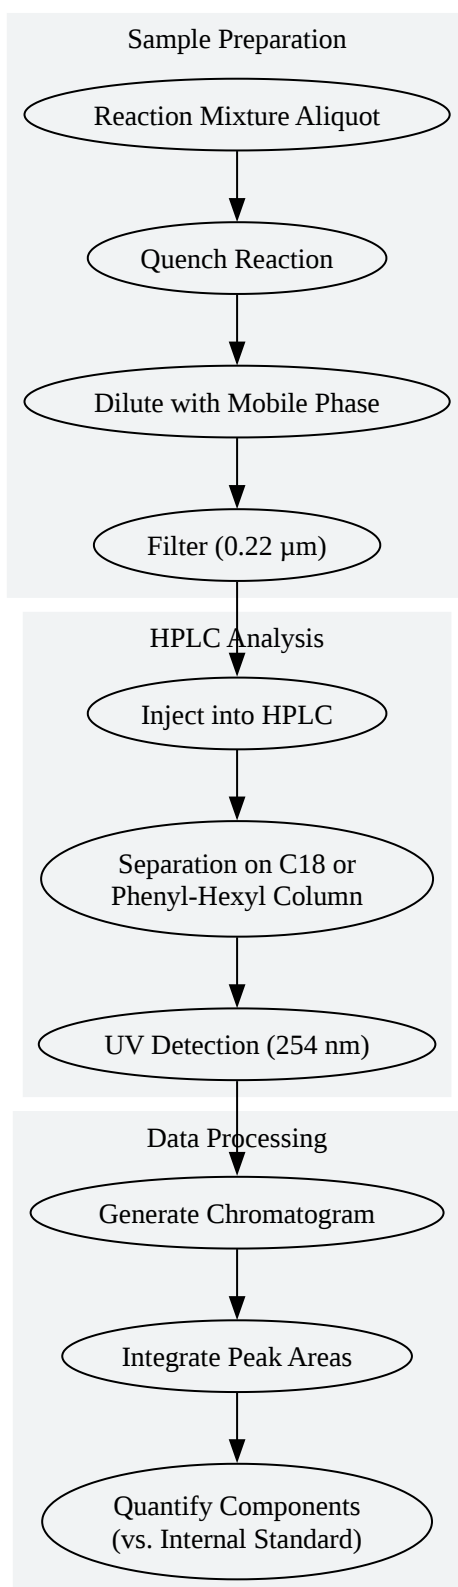 Sample Preparation
Reaction Mixture Aliquot
Quench Reaction
Dilute with Mobile Phase
Filter (0.22 µm)
HPLC Analysis
Inject into HPLC
Separation on C18 or
Phenyl-Hexyl Column
UV Detection (254 nm)
Data Processing
Generate Chromatogram
Integrate Peak Areas
Quantify Components
(vs. Internal Standard)